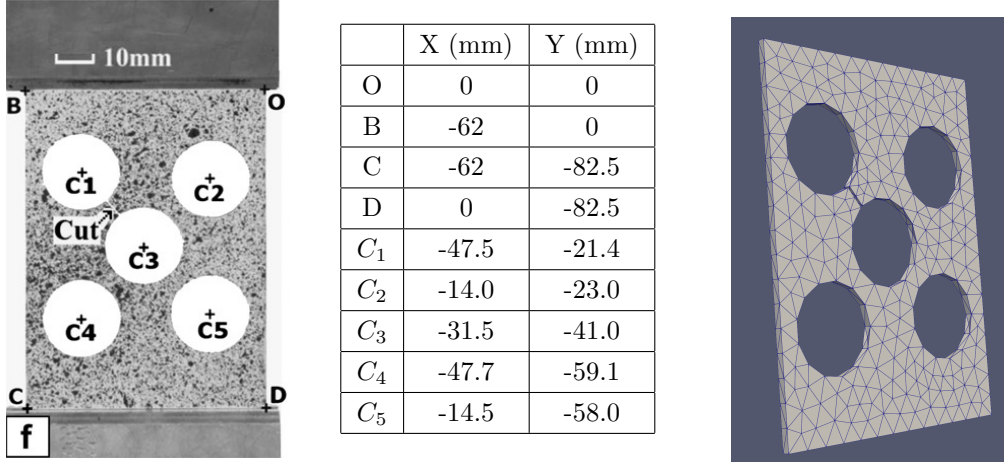 10mm
B
O
C1
C2
Cut
C3
C4
C5
C
D
f
X (mm) Y (mm)
O 0 0
B -62 0
C -62 -82.5
D 0 -82.5
C₁ -47.5 -21.4
C₂ -14.0 -23.0
C₃ -31.5 -41.0
C₄ -47.7 -59.1
C₅ -14.5 -58.0